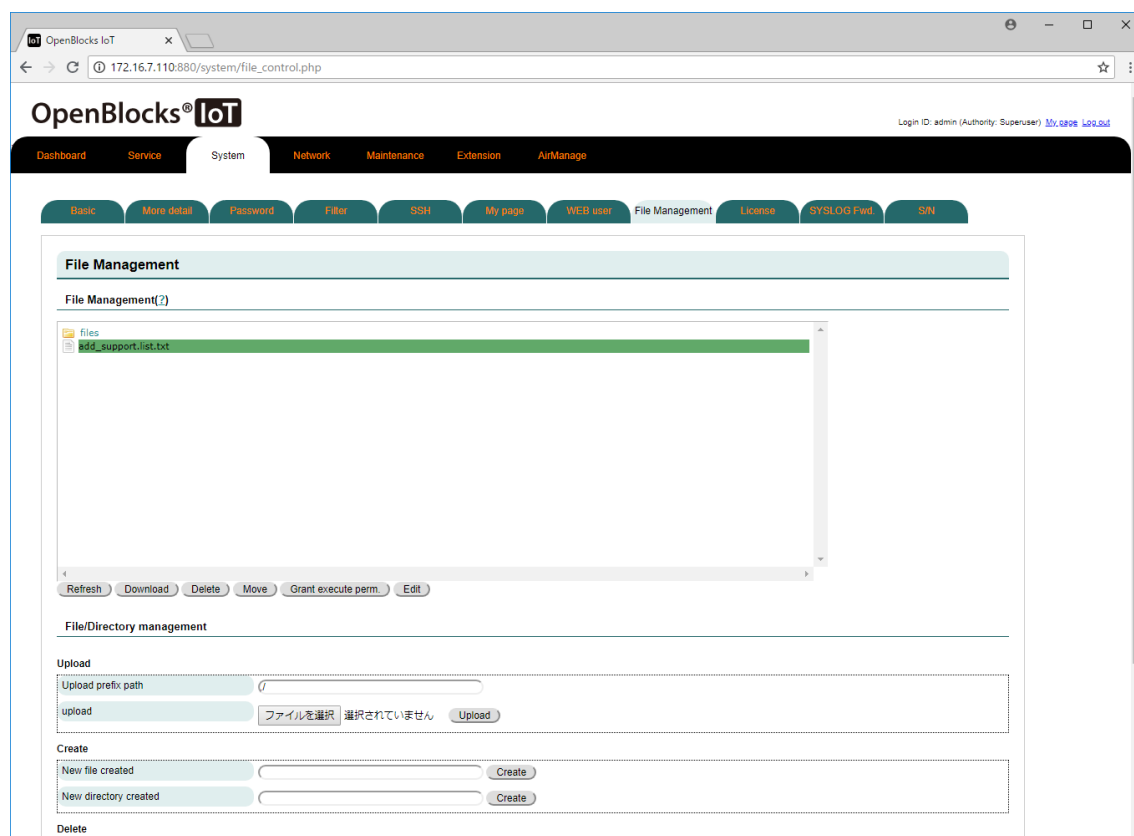 IoT OpenBlocks IoT
172.16.7.110:880/system/file_control.php
OpenBlocks® IoT
Login ID: admin (Authority: Superuser) My page Log out
Dashboard Service System Network Maintenance Extension AirManage
Basic More detail Password Filter SSH My page WEB user File Management License SYSLOG Fwd. S/N
File Management
File Management(?)
files
add_support.list.txt
Refresh Download Delete Move Grant execute perm. Edit
File/Directory management
Upload
Upload prefix path /
upload ファイルを選択 選択されていません Upload
Create
New file created Create
New directory created Create
Delete